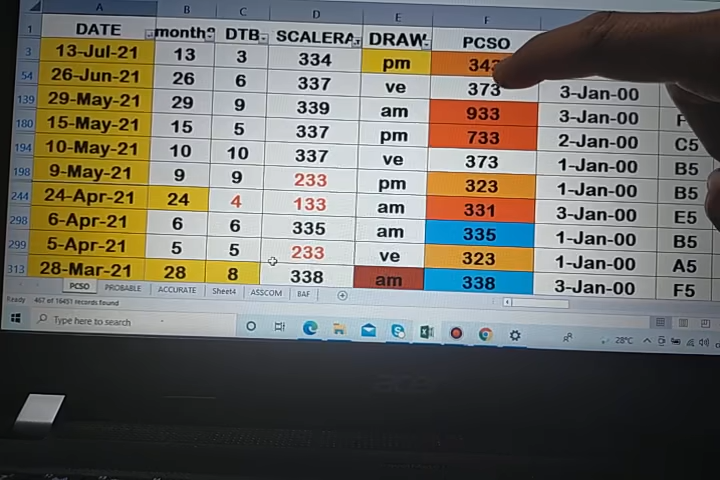 A B C D E F
1 DATE month DTB SCALERA DRAW PCSO
3 13-Jul-21 13 3 334 pm 343
54 26-Jun-21 26 6 337 ve 373 3-Jan-00
139 29-May-21 29 9 339 am 933 3-Jan-00 F
180 15-May-21 15 5 337 pm 733 2-Jan-00 C5
194 10-May-21 10 10 337 ve 373 1-Jan-00 B5
198 9-May-21 9 9 233 pm 323 1-Jan-00 B5
244 24-Apr-21 24 4 133 am 331 3-Jan-00 E5
298 6-Apr-21 6 6 335 am 335 1-Jan-00 B5
299 5-Apr-21 5 5 233 ve 323 1-Jan-00 A5
313 28-Mar-21 28 8 338 am 338 3-Jan-00 F5
PCSO PROBABLE ACCURATE Sheet4 ASSCOM BAF
Ready 467 of 16451 records found
Type here to search 28°C
acer